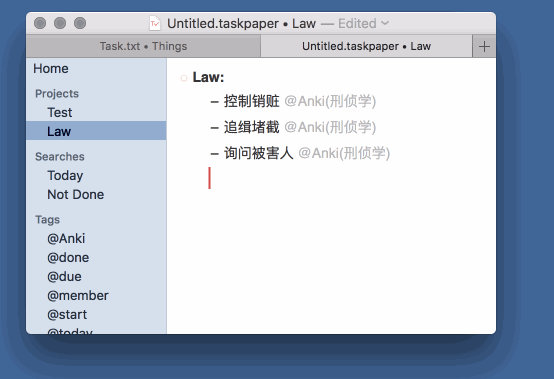 Untitled.taskpaper • Law — Edited
Task.txt • Things
Untitled.taskpaper • Law
+
Home
Projects
Test
Law
Searches
Today
Not Done
Tags
@Anki
@done
@due
@member
@start
@today
Law:
– 控制销赃 @Anki(刑侦学)
– 追缉堵截 @Anki(刑侦学)
– 询问被害人 @Anki(刑侦学)